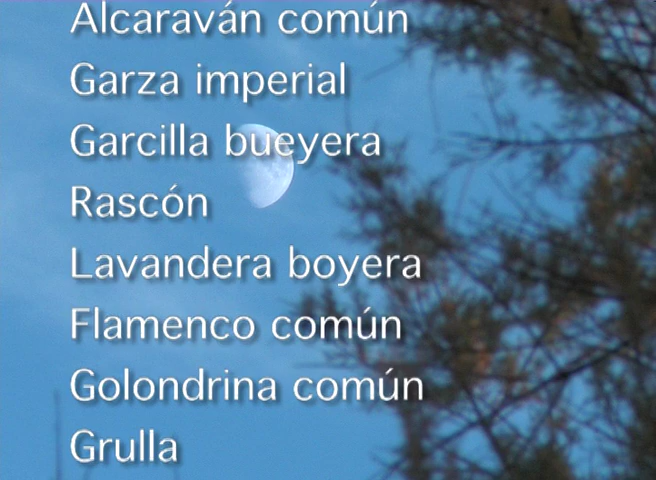 Alcaraván común
Garza imperial
Garcilla bueyera
Rascón
Lavandera boyera
Flamenco común
Golondrina común
Grulla